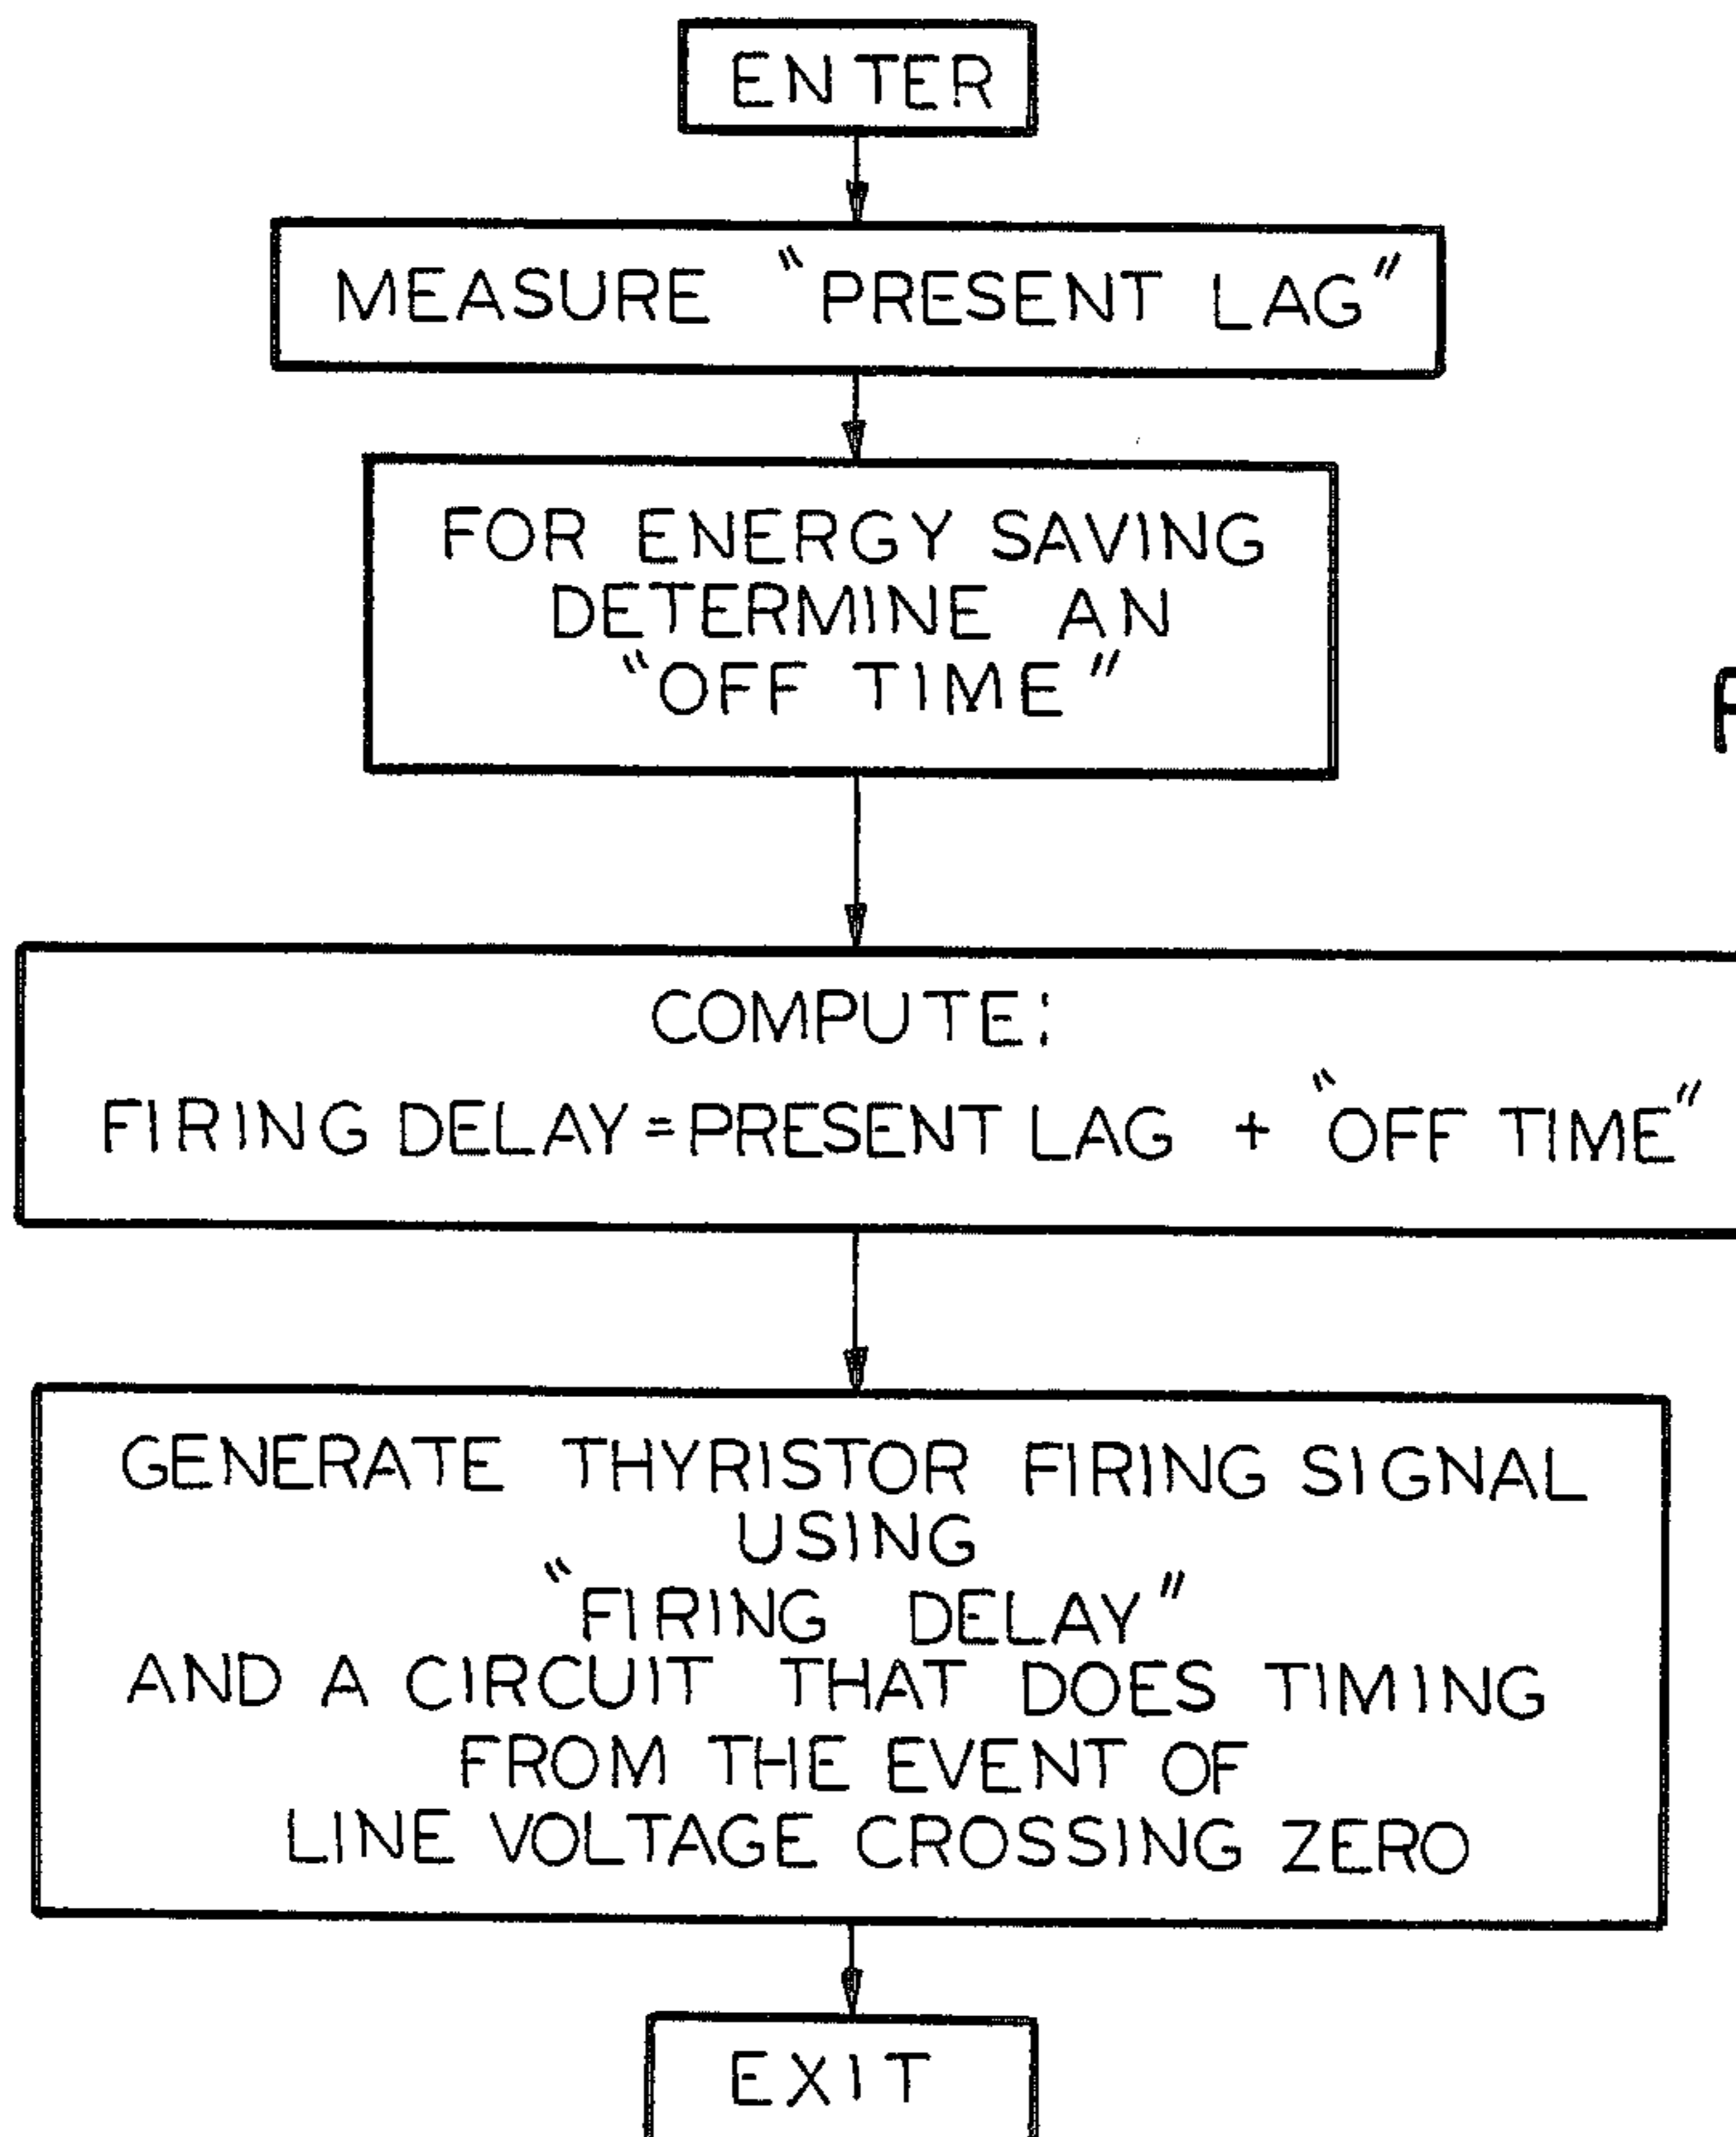 ENTER
MEASURE "PRESENT LAG"
FOR ENERGY SAVING
DETERMINE AN
"OFF TIME"
COMPUTE:
FIRING DELAY = PRESENT LAG + "OFF TIME"
GENERATE THYRISTOR FIRING SIGNAL
USING
"FIRING DELAY"
AND A CIRCUIT THAT DOES TIMING
FROM THE EVENT OF
LINE VOLTAGE CROSSING ZERO
EXIT